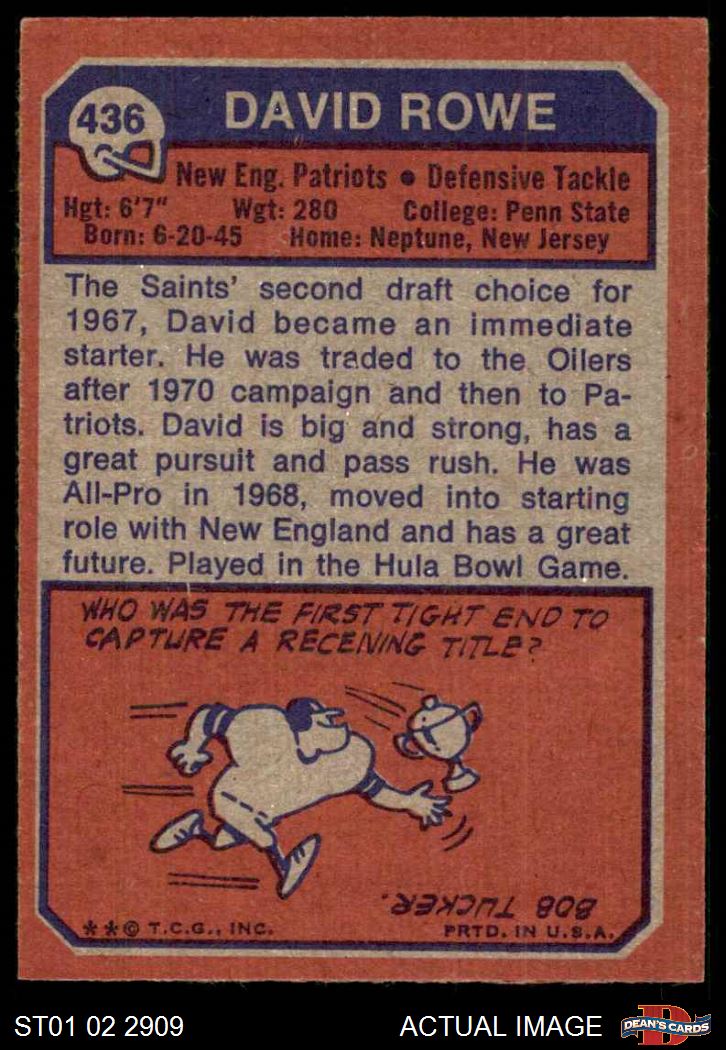 436
DAVID ROWE
New Eng. Patriots • Defensive Tackle
Hgt: 6'7" Wgt: 280 College: Penn State
Born: 6-20-45 Home: Neptune, New Jersey
The Saints' second draft choice for
1967, David became an immediate
starter. He was traded to the Oilers
after 1970 campaign and then to Pa-
triots. David is big and strong, has a
great pursuit and pass rush. He was
All-Pro in 1968, moved into starting
role with New England and has a great
future. Played in the Hula Bowl Game.
WHO WAS THE FIRST TIGHT END TO
CAPTURE A RECEIVING TITLE?
BOB TUCKER.
**© T.C.G., INC. PRTD. IN U.S.A.
ST01 02 2909 ACTUAL IMAGE
D
DEAN'S CARDS